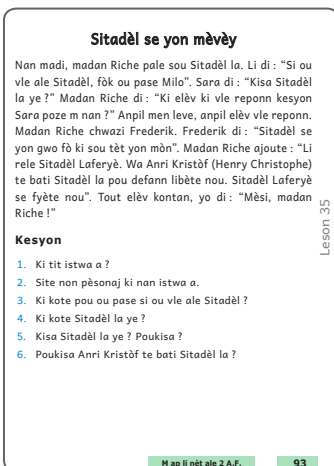 Sitadèl se yon mèvèy
Nan madi, madan Riche pale sou Sitadèl la. Li di : “Si ou
vle ale Sitadèl, fòk ou pase Milo”. Sara di : “Kisa Sitadèl
la ye ?” Madan Riche di : “Ki elèv ki vle reponn kesyon
Sara poze m nan ?” Anpil men leve, anpil elèv vle reponn.
Madan Riche chwazi Frederik. Frederik di : “Sitadèl se
yon gwo fò ki sou tèt yon mòn”. Madan Riche ajoute : “Li
rele Sitadèl Laferyè. Wa Anri Kristòf (Henry Christophe)
te bati Sitadèl la pou defann libète nou. Sitadèl Laferyè
se fyète nou”. Tout elèv kontan, yo di : “Mèsi, madan
Riche !”
Kesyon
1. Ki tit istwa a ?
2. Site non pèsonaj ki nan istwa a.
3. Ki kote pou ou pase si ou vle ale Sitadèl ?
4. Ki kote Sitadèl la ye ?
5. Kisa Sitadèl la ye ? Poukisa ?
6. Poukisa Anri Kristòf te bati Sitadèl la ?
Leson 35
M ap li nèt ale 2 A.F.
93